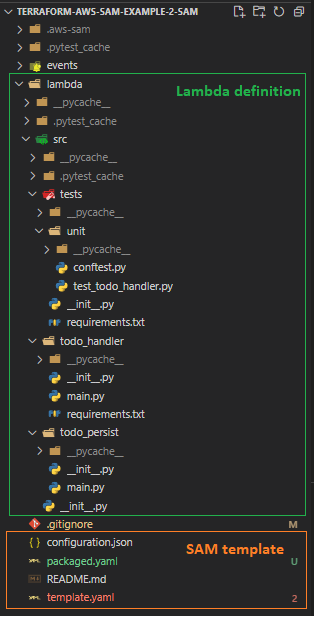 TERRAFORM-AWS-SAM-EXAMPLE-2-SAM
.aws-sam
.pytest_cache
events
lambda
Lambda definition
__pycache__
.pytest_cache
src
__pycache__
.pytest_cache
tests
__pycache__
unit
__pycache__
conftest.py
test_todo_handler.py
__init__.py
requirements.txt
todo_handler
__pycache__
__init__.py
main.py
requirements.txt
todo_persist
__pycache__
__init__.py
main.py
__init__.py
.gitignore M
configuration.json
SAM template
packaged.yaml U
README.md
template.yaml 2